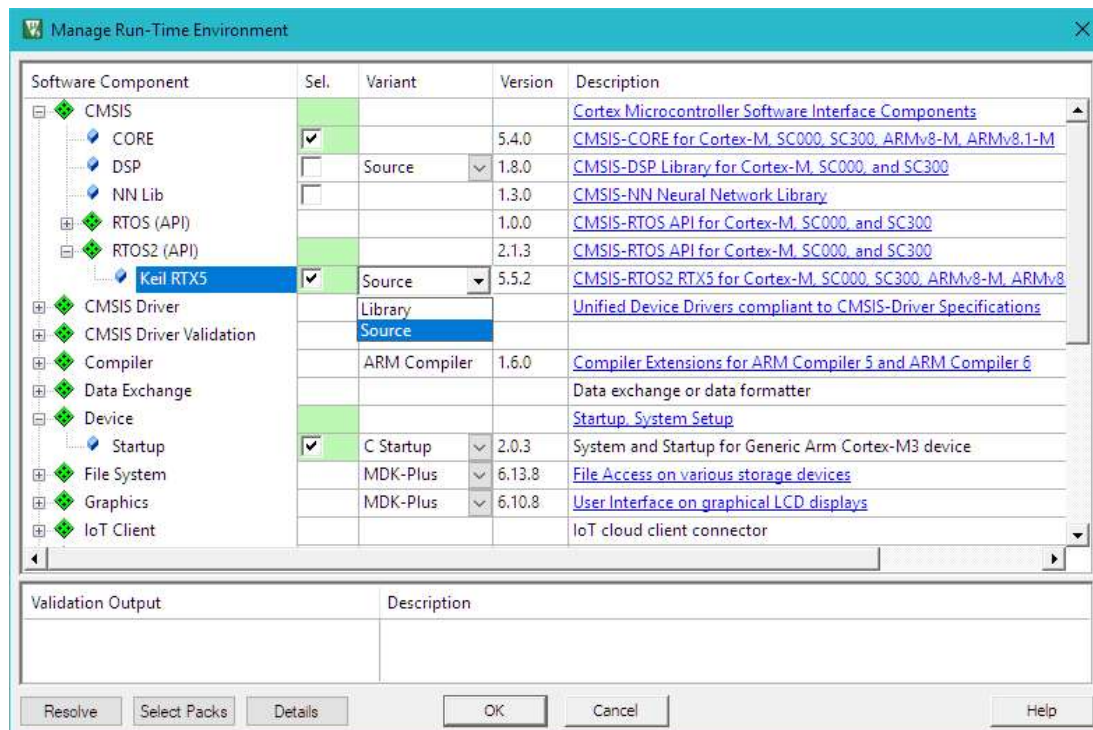 Manage Run-Time Environment
Software Component Sel. Variant Version Description
CMSIS Cortex Microcontroller Software Interface Components
CORE 5.4.0 CMSIS-CORE for Cortex-M, SC000, SC300, ARMv8-M, ARMv8.1-M
DSP Source 1.8.0 CMSIS-DSP Library for Cortex-M, SC000, and SC300
NN Lib 1.3.0 CMSIS-NN Neural Network Library
RTOS (API) 1.0.0 CMSIS-RTOS API for Cortex-M, SC000, and SC300
RTOS2 (API) 2.1.3 CMSIS-RTOS API for Cortex-M, SC000, and SC300
Keil RTX5 Source 5.5.2 CMSIS-RTOS2 RTX5 for Cortex-M, SC000, SC300, ARMv8-M, ARMv8
CMSIS Driver Library Unified Device Drivers compliant to CMSIS-Driver Specifications
CMSIS Driver Validation Source
Compiler ARM Compiler 1.6.0 Compiler Extensions for ARM Compiler 5 and ARM Compiler 6
Data Exchange Data exchange or data formatter
Device Startup, System Setup
Startup C Startup 2.0.3 System and Startup for Generic Arm Cortex-M3 device
File System MDK-Plus 6.13.8 File Access on various storage devices
Graphics MDK-Plus 6.10.8 User Interface on graphical LCD displays
IoT Client IoT cloud client connector
Validation Output Description
Resolve Select Packs Details OK Cancel Help